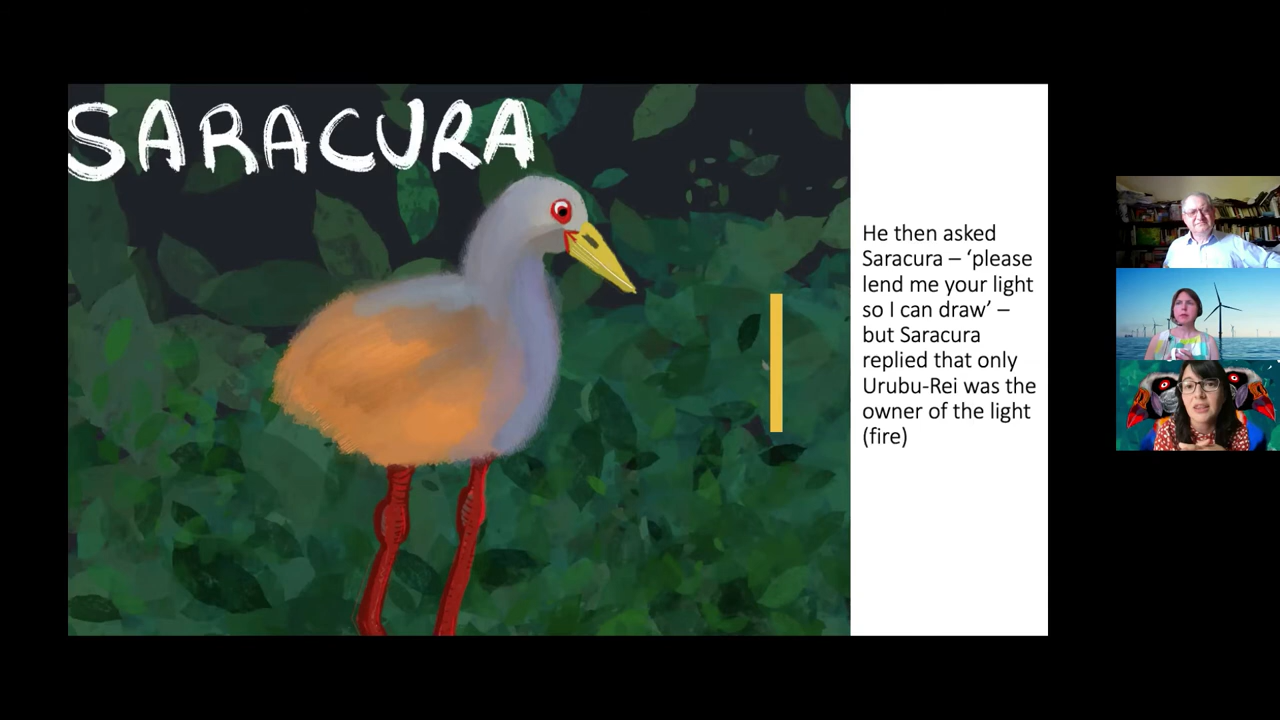 SARACURA
He then asked
Saracura – ‘please
lend me your light
so I can draw’ –
but Saracura
replied that only
Urubu-Rei was the
owner of the light
(fire)